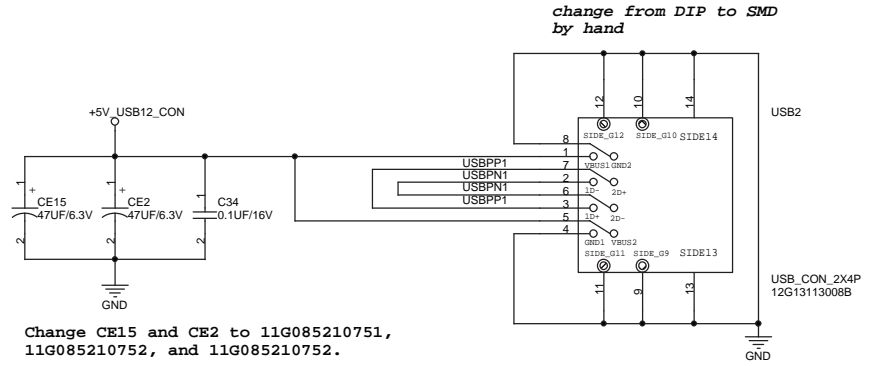 change from DIP to SMD
by hand
+5V_USB12_CON
USB2
12
10
14
SIDE_G12
SIDE_G10
SIDE14
8
1
VBUS1
GND2
USBPP1
7
USBPN1
2
1D-
2D+
USBPN1
6
USBPP1
3
1D+
2D-
5
4
GND1
VBUS2
SIDE_G11
SIDE_G9
SIDE13
11
9
13
1
+
CE15
47UF/6.3V
2
1
+
CE2
47UF/6.3V
2
1
C34
0.1UF/16V
2
GND
USB_CON_2X4P
12G13113008B
GND
Change CE15 and CE2 to 11G085210751,
11G085210752, and 11G085210752.